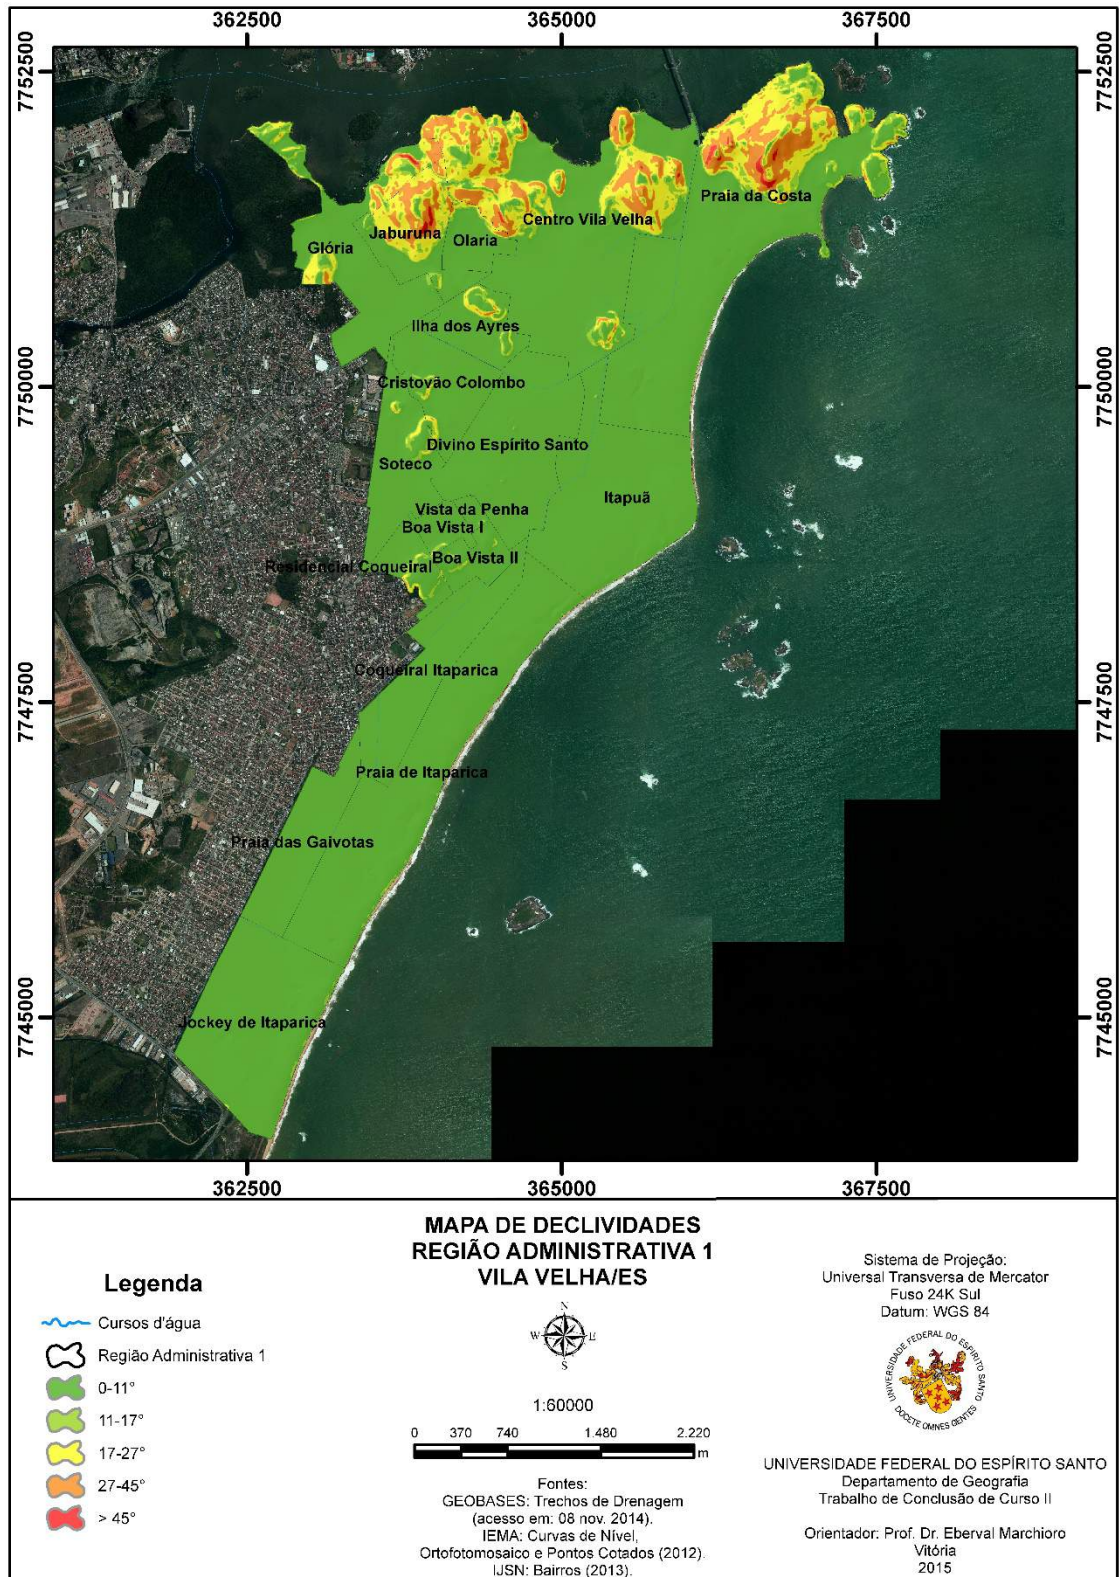 362500
365000
367500
7752500
7752500
Praia da Costa
Centro Vila Velha
Jaburuna
Olaria
Glória
Ilha dos Ayres
Cristovão Colombo
7750000
7750000
Divino Espírito Santo
Soteco
Itapuã
Vista da Penha
Boa Vista I
Boa Vista II
Residencial Coqueiral
Coqueiral Itaparica
7747500
7747500
Praia de Itaparica
Praia das Gaivotas
7745000
7745000
Jockey de Itaparica
362500
365000
367500
MAPA DE DECLIVIDADES
REGIÃO ADMINISTRATIVA 1
VILA VELHA/ES
Legenda
Cursos d'água
Região Administrativa 1
0-11°
11-17°
17-27°
27-45°
> 45°
N
W
E
S
1:60000
0 370 740 1.480 2.220
m
Fontes:
GEOBASES: Trechos de Drenagem
(acesso em: 08 nov. 2014).
IEMA: Curvas de Nível,
Ortofotomosaico e Pontos Cotados (2012).
IJSN: Bairros (2013).
Sistema de Projeção:
Universal Transversa de Mercator
Fuso 24K Sul
Datum: WGS 84
UNIVERSIDADE FEDERAL DO ESPÍRITO SANTO
DOCETE OMNES GENTES
UNIVERSIDADE FEDERAL DO ESPÍRITO SANTO
Departamento de Geografia
Trabalho de Conclusão de Curso II
Orientador: Prof. Dr. Eberval Marchioro
Vitória
2015